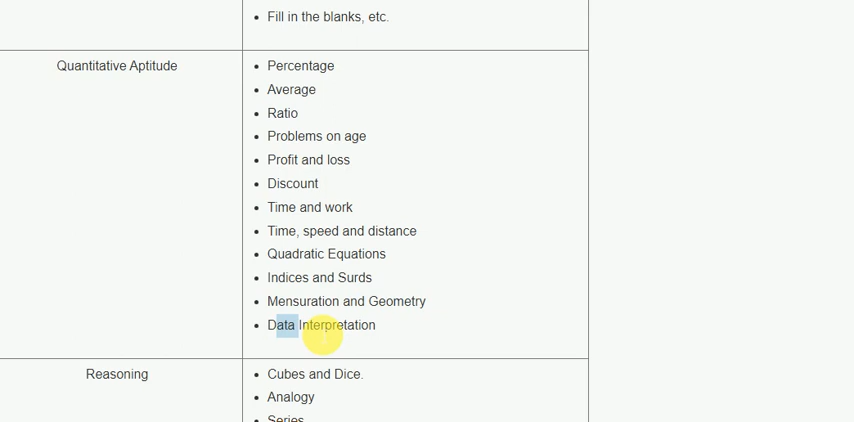 Fill in the blanks, etc.
Quantitative Aptitude
Percentage
Average
Ratio
Problems on age
Profit and loss
Discount
Time and work
Time, speed and distance
Quadratic Equations
Indices and Surds
Mensuration and Geometry
Data Interpretation
Reasoning
Cubes and Dice.
Analogy
Series